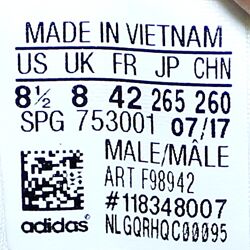 MADE IN VIETNAM
US UK FR JP CHN
8½ 8 42 265 260
SPG 753001 07/17
MALE/MÂLE
ART F98942
#118348007
adidas NLGQRHQC00095